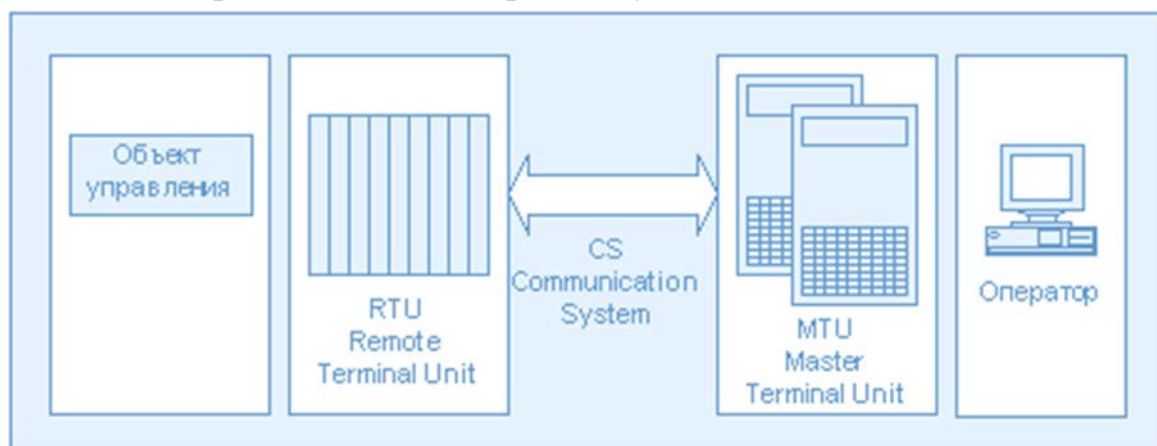 Объект
управления
RTU
Remote
Terminal Unit
CS
Communication
System
MTU
Master
Terminal Unit
Оператор